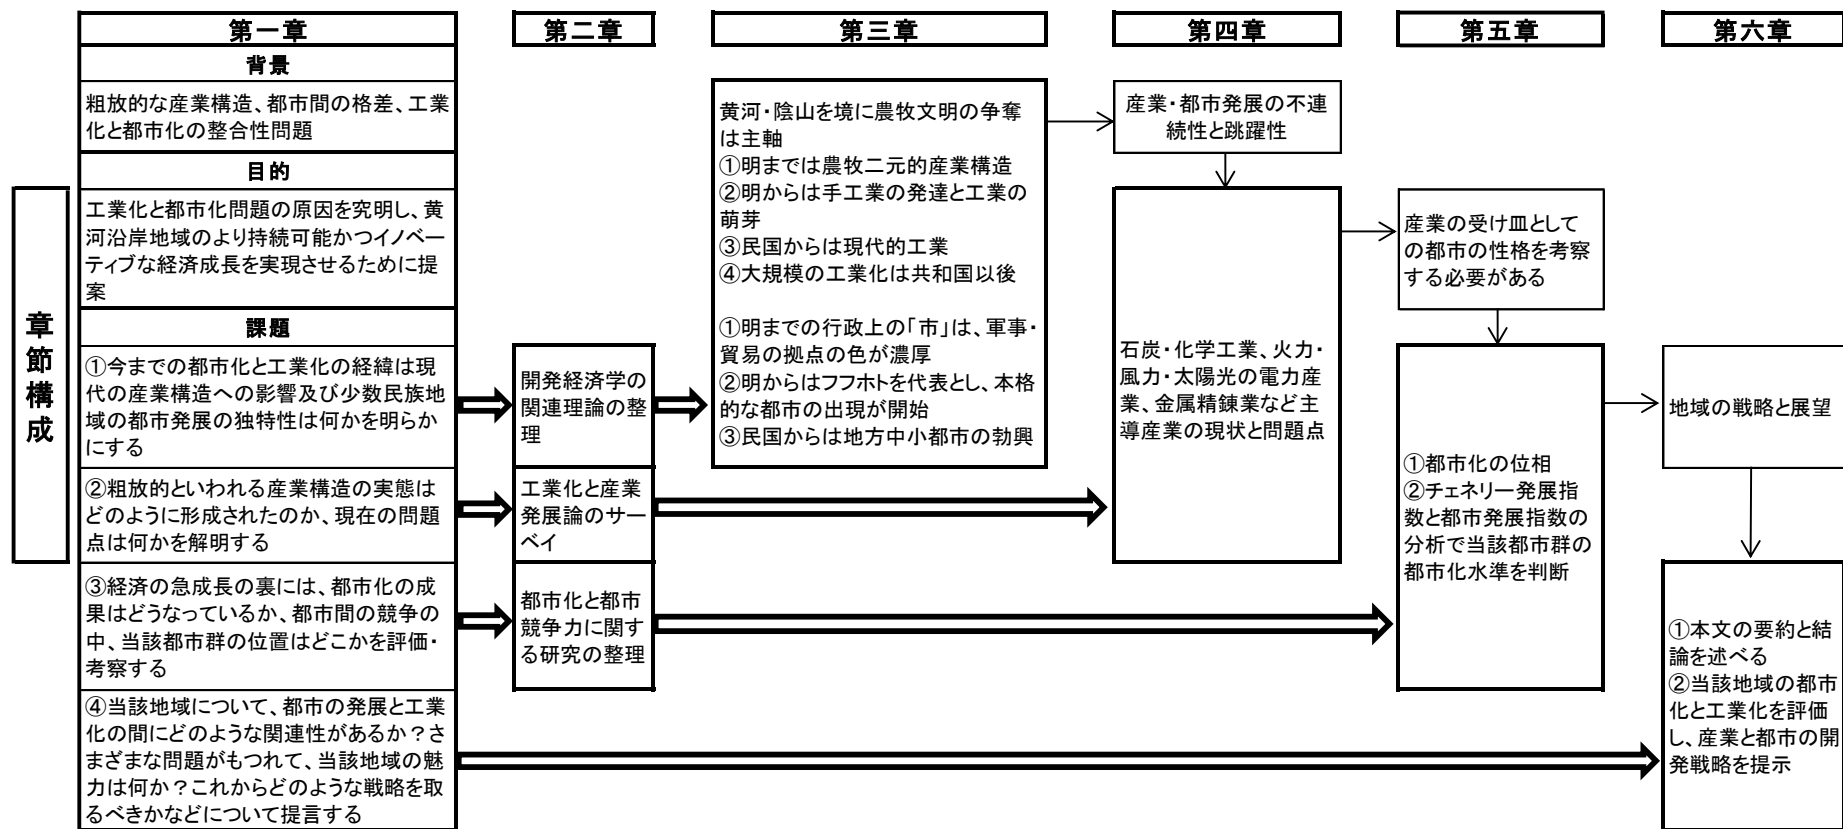 章節構成
第一章
背景
粗放的な産業構造、都市間の格差、工業
化と都市化の整合性問題
目的
工業化と都市化問題の原因を究明し、黄
河沿岸地域のより持続可能かつイノベー
ティブな経済成長を実現させるために提
案
課題
①今までの都市化と工業化の経緯は現
代の産業構造への影響及び少数民族地
域の都市発展の独特性は何かを明らか
にする
②粗放的といわれる産業構造の実態は
どのように形成されたのか、現在の問題
点は何かを解明する
③経済の急成長の裏には、都市化の成
果はどうなっているか、都市間の競争の
中、当該都市群の位置はどこかを評価・
考察する
④当該地域について、都市の発展と工業
化の間にどのような関連性があるか？さ
まざまな問題がもつれて、当該地域の魅
力は何か？これからどのような戦略を取
るべきかなどについて提言する
第二章
開発経済学の
関連理論の整
理
工業化と産業
発展論のサー
ベイ
都市化と都市
競争力に関す
る研究の整理
第三章
黄河・陰山を境に農牧文明の争奪
は主軸
①明までは農牧二元的産業構造
②明からは手工業の発達と工業の
萌芽
③民国からは現代的工業
④大規模の工業化は共和国以後
①明までの行政上の「市」は、軍事・
貿易の拠点の色が濃厚
②明からはフフホトを代表とし、本格
的な都市の出現が開始
③民国からは地方中小都市の勃興
第四章
産業・都市発展の不連
続性と跳躍性
石炭・化学工業、火力・
風力・太陽光の電力産
業、金属精錬業など主
導産業の現状と問題点
第五章
産業の受け皿として
の都市の性格を考察
する必要がある
①都市化の位相
②チェネリー発展指
数と都市発展指数の
分析で当該都市群の
都市化水準を判断
第六章
地域の戦略と展望
①本文の要約と結
論を述べる
②当該地域の都市
化と工業化を評価
し、産業と都市の開
発戦略を提示